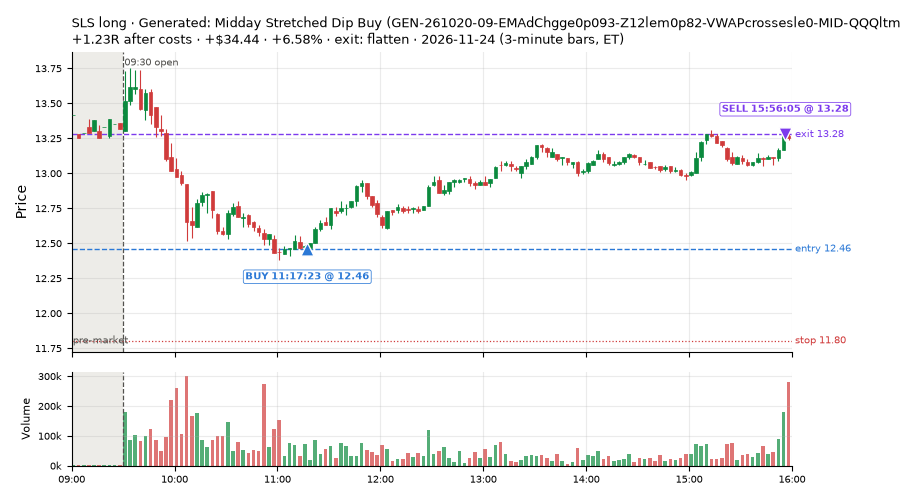 SLS long · Generated: Midday Stretched Dip Buy (GEN-261020-09-EMAdChgge0p093-Z12lem0p82-VWAPcrossesle0-MID-QQQltm
+1.23R after costs · +$34.44 · +6.58% · exit: flatten · 2026-11-24 (3-minute bars, ET)
09:30 open
13.75
13.50
13.25
13.00
12.75
12.50
12.25
12.00
11.75
Price
SELL 15:56:05 @ 13.28
exit 13.28
entry 12.46
BUY 11:17:23 @ 12.46
pre-market
stop 11.80
300k
200k
100k
0k
Volume
09:00
10:00
11:00
12:00
13:00
14:00
15:00
16:00